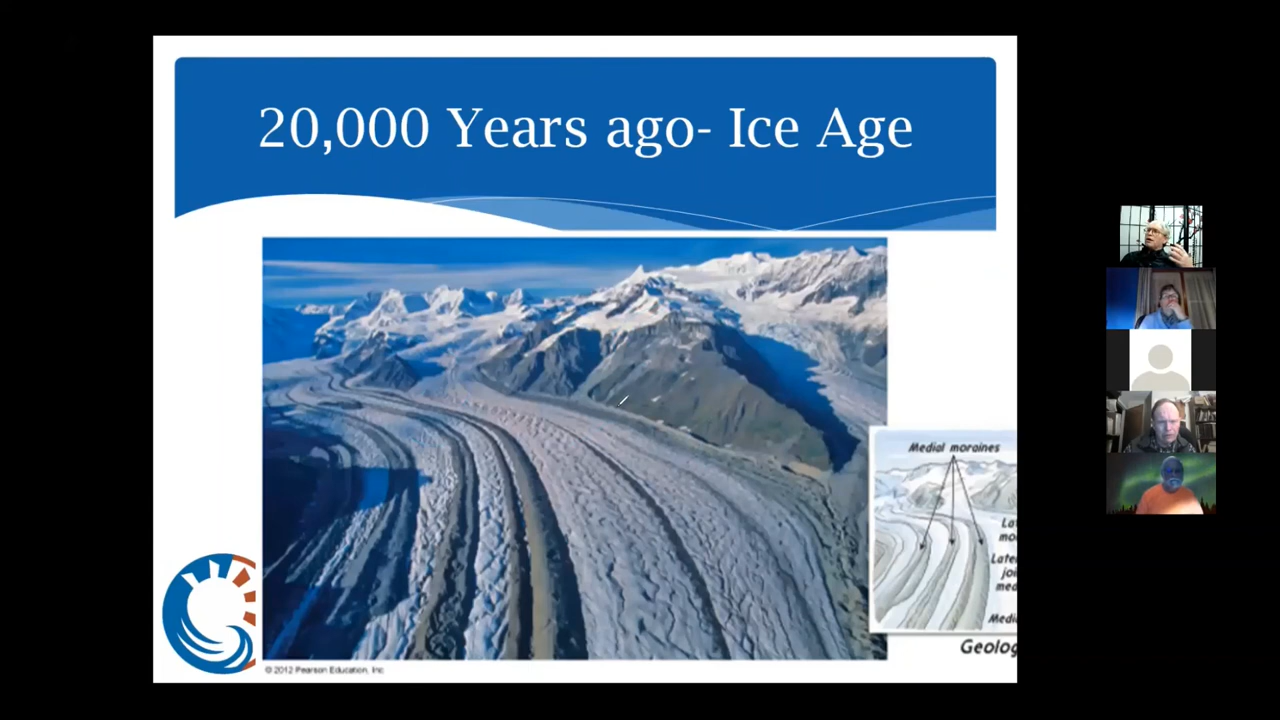 20,000 Years ago- Ice Age
Medial moraines
© 2012 Pearson Education, Inc.